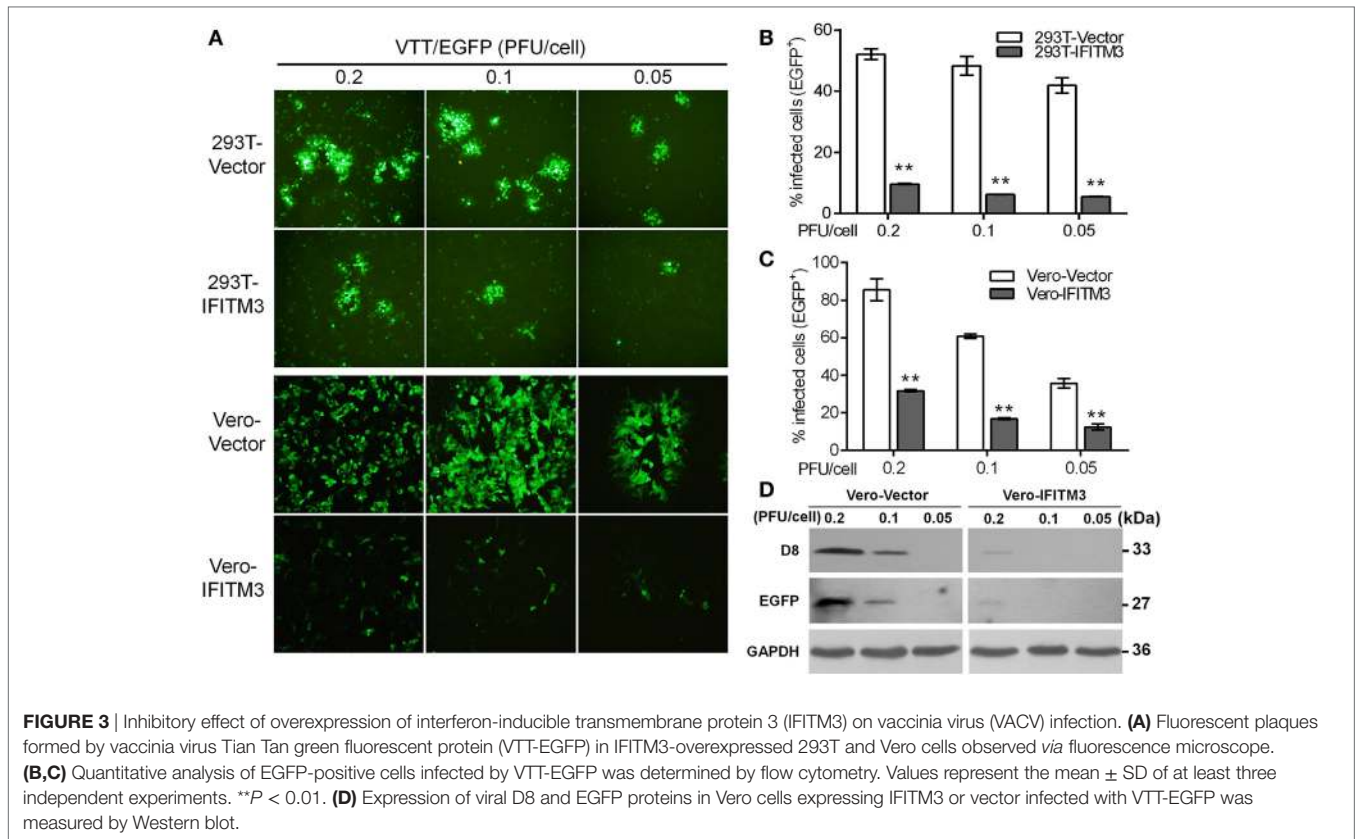 A
VTT/EGFP (PFU/cell)
0.2 0.1 0.05
293T-
Vector
293T-
IFITM3
Vero-
Vector
Vero-
IFITM3
B
% infected cells (EGFP+)
60
40
20
0
293T-Vector
293T-IFITM3
** ** **
PFU/cell 0.2 0.1 0.05
C
% infected cells (EGFP+)
100
80
60
40
20
0
Vero-Vector
Vero-IFITM3
** ** **
PFU/cell 0.2 0.1 0.05
D
Vero-Vector Vero-IFITM3
(PFU/cell) 0.2 0.1 0.05 0.2 0.1 0.05 (kDa)
D8 - 33
EGFP - 27
GAPDH - 36
FIGURE 3 | Inhibitory effect of overexpression of interferon-inducible transmembrane protein 3 (IFITM3) on vaccinia virus (VACV) infection. (A) Fluorescent plaques
formed by vaccinia virus Tian Tan green fluorescent protein (VTT-EGFP) in IFITM3-overexpressed 293T and Vero cells observed via fluorescence microscope.
(B,C) Quantitative analysis of EGFP-positive cells infected by VTT-EGFP was determined by flow cytometry. Values represent the mean ± SD of at least three
independent experiments. **P < 0.01. (D) Expression of viral D8 and EGFP proteins in Vero cells expressing IFITM3 or vector infected with VTT-EGFP was
measured by Western blot.